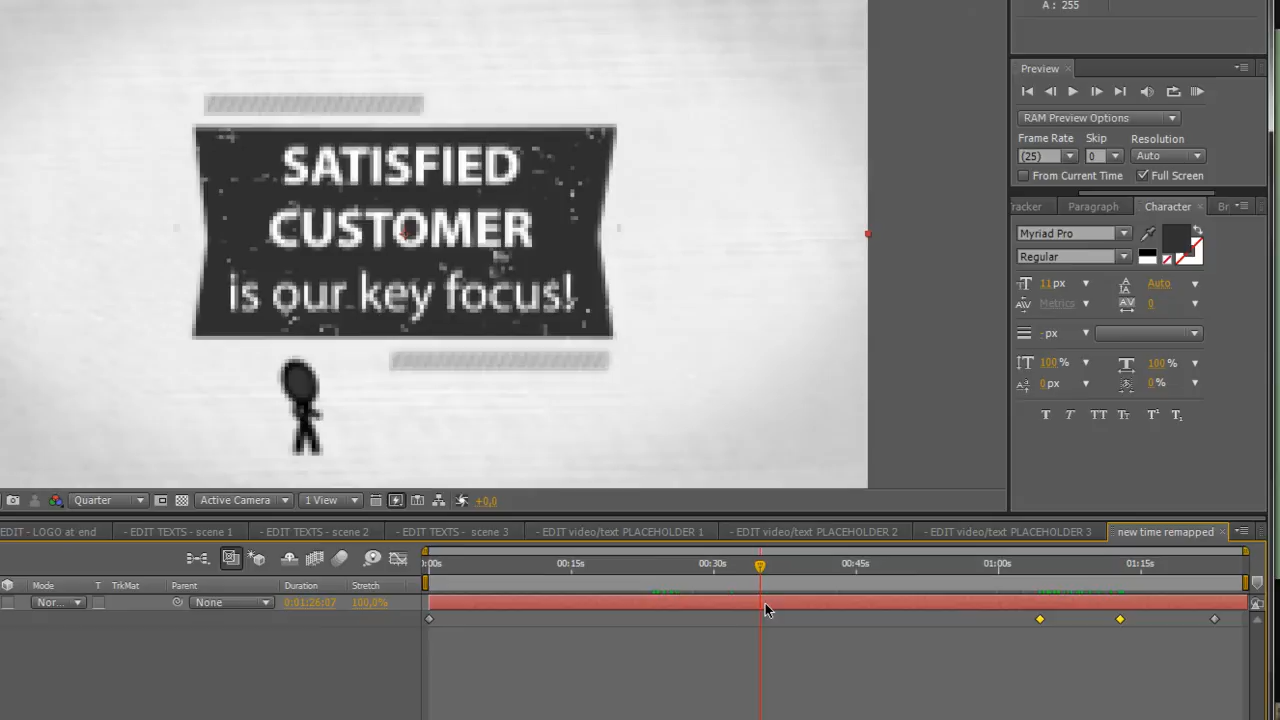 A : 255
Preview
RAM Preview Options
Frame Rate Skip Resolution
(25) 0 Auto
From Current Time Full Screen
SATISFIED
CUSTOMER
is our key focus!
racker Paragraph Character Br
Myriad Pro
Regular
11 px Auto
Metrics 0
- px
100 % 100 %
0 px 0 %
T T TT Tr T¹ T₁
Quarter Active Camera 1 View +0,0
EDIT - LOGO at end - EDIT TEXTS - scene 1 - EDIT TEXTS - scene 2 - EDIT TEXTS - scene 3 - EDIT video/text PLACEHOLDER 1 - EDIT video/text PLACEHOLDER 2 - EDIT video/text PLACEHOLDER 3 new time remapped
):00s 00:15s 00:30s 00:45s 01:00s 01:15s
Mode T TrkMat Parent Duration Stretch
Nor... None 0:01:26:07 100,0%